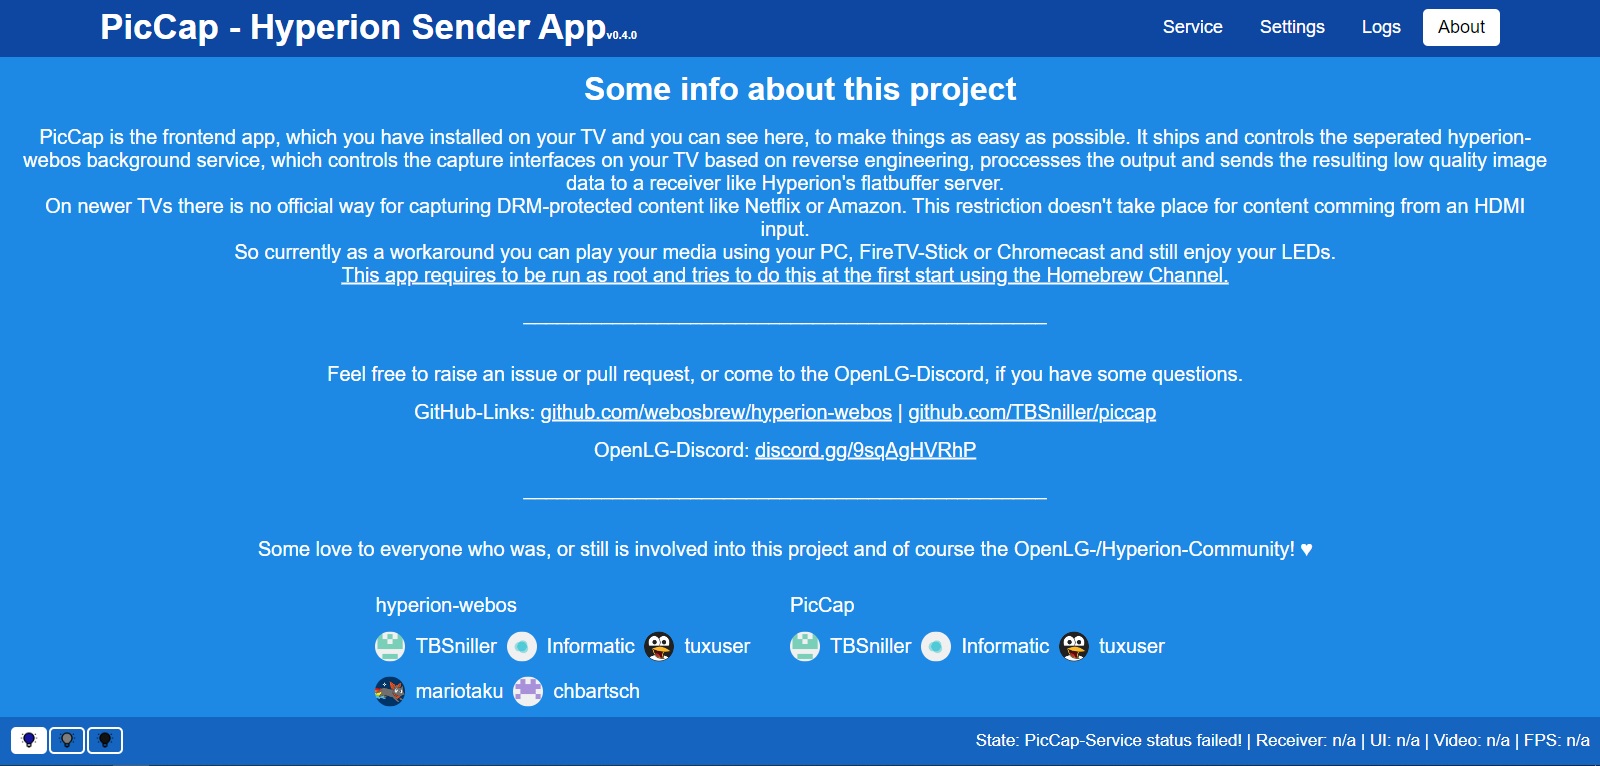 PicCap - Hyperion Sender App v0.4.0
Service Settings Logs About
Some info about this project
PicCap is the frontend app, which you have installed on your TV and you can see here, to make things as easy as possible. It ships and controls the seperated hyperion-
webos background service, which controls the capture interfaces on your TV based on reverse engineering, proccesses the output and sends the resulting low quality image
data to a receiver like Hyperion's flatbuffer server.
On newer TVs there is no official way for capturing DRM-protected content like Netflix or Amazon. This restriction doesn't take place for content comming from an HDMI
input.
So currently as a workaround you can play your media using your PC, FireTV-Stick or Chromecast and still enjoy your LEDs.
This app requires to be run as root and tries to do this at the first start using the Homebrew Channel.
Feel free to raise an issue or pull request, or come to the OpenLG-Discord, if you have some questions.
GitHub-Links: github.com/webosbrew/hyperion-webos | github.com/TBSniller/piccap
OpenLG-Discord: discord.gg/9sqAgHVRhP
Some love to everyone who was, or still is involved into this project and of course the OpenLG-/Hyperion-Community! ♥
hyperion-webos
TBSniller Informatic tuxuser
mariotaku chbartsch
PicCap
TBSniller Informatic tuxuser
State: PicCap-Service status failed! | Receiver: n/a | UI: n/a | Video: n/a | FPS: n/a